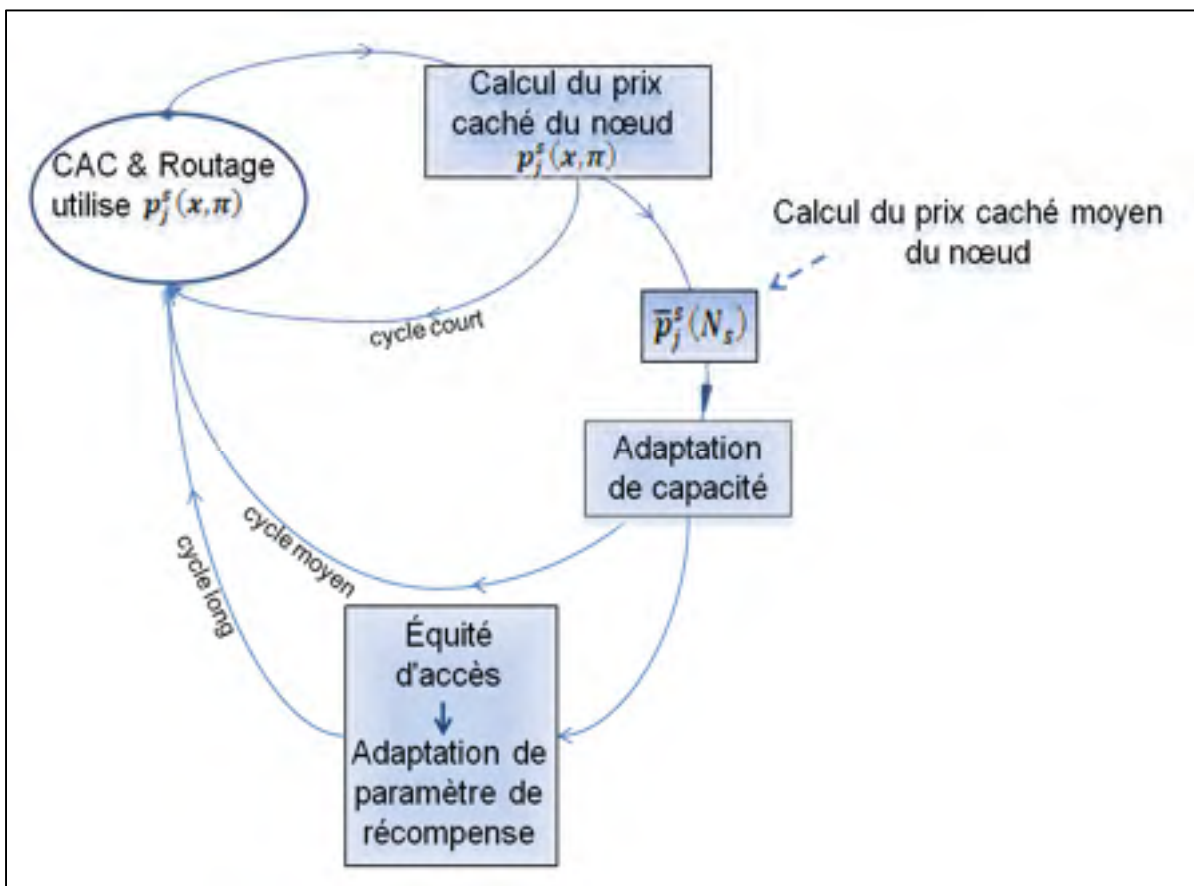 Calcul du prix
caché du nœud
p_j^s(x,π)
CAC & Routage
utilise p_j^s(x,π)
Calcul du prix caché moyen
du nœud
p̅_j^s(N_s)
cycle court
Adaptation
de capacité
cycle moyen
cycle long
Équité
d'accès
Adaptation de
paramètre de
récompense